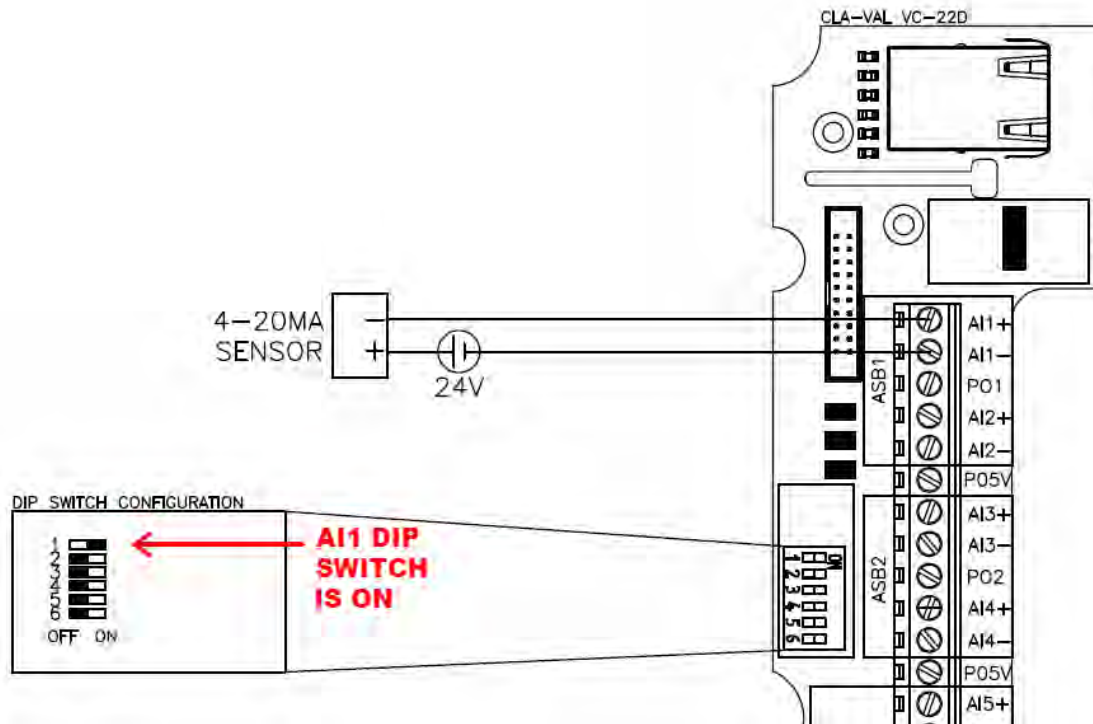 CLA-VAL VC-22D
4-20MA
SENSOR
-
+
24V
AI1+
AI1-
PO1
AI2+
AI2-
P05V
AI3+
AI3-
PO2
AI4+
AI4-
P05V
AI5+
ASB1
ASB2
DIP SWITCH CONFIGURATION
1
2
3
4
5
6
OFF ON
AI1 DIP
SWITCH
IS ON
ON
1
2
3
4
5
6